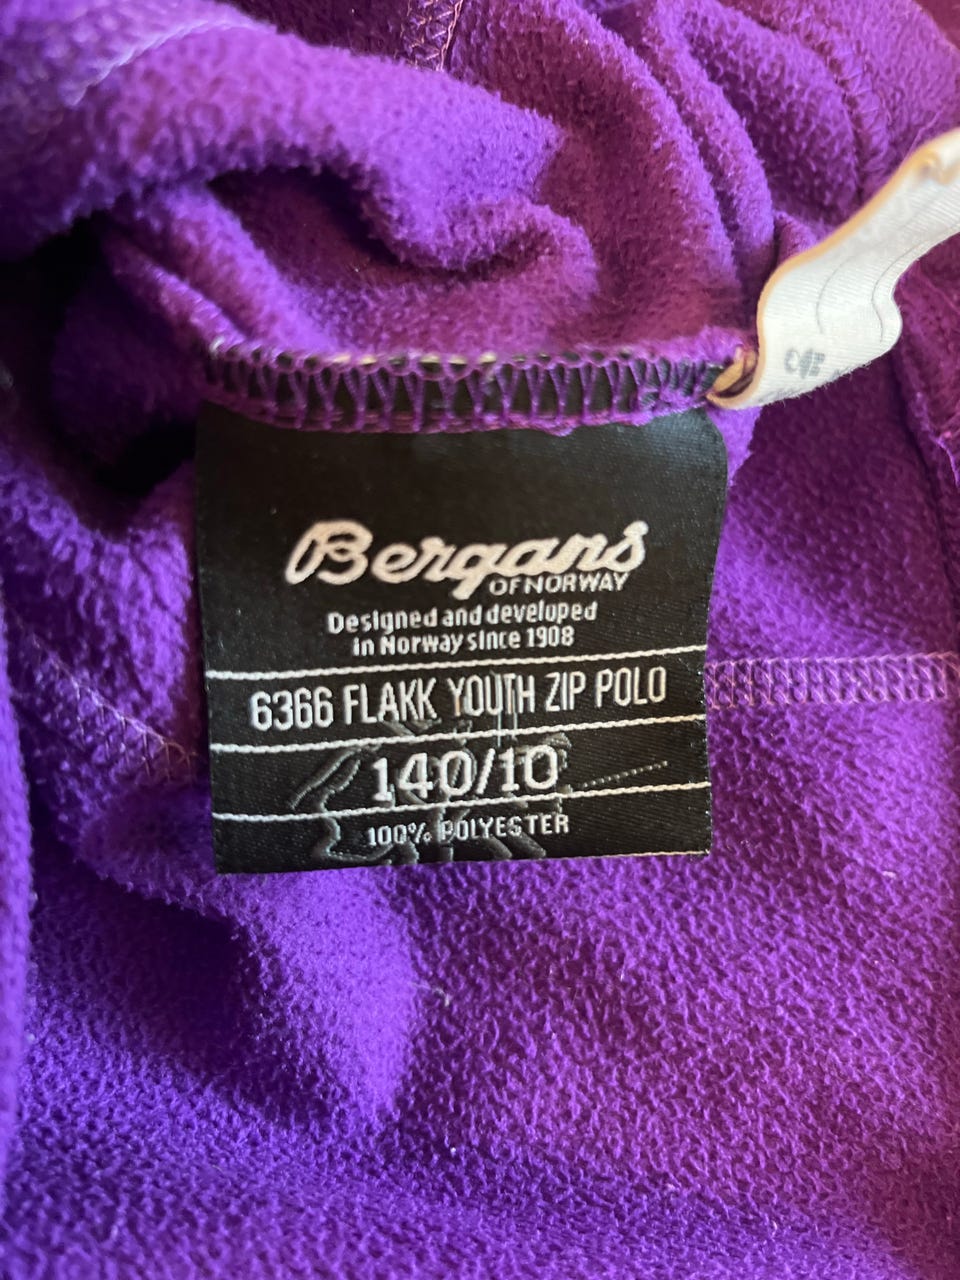 Bergans
OF NORWAY
Designed and developed
in Norway since 1908
6366 FLAKK YOUTH ZIP POLO
140/10
100% POLYESTER